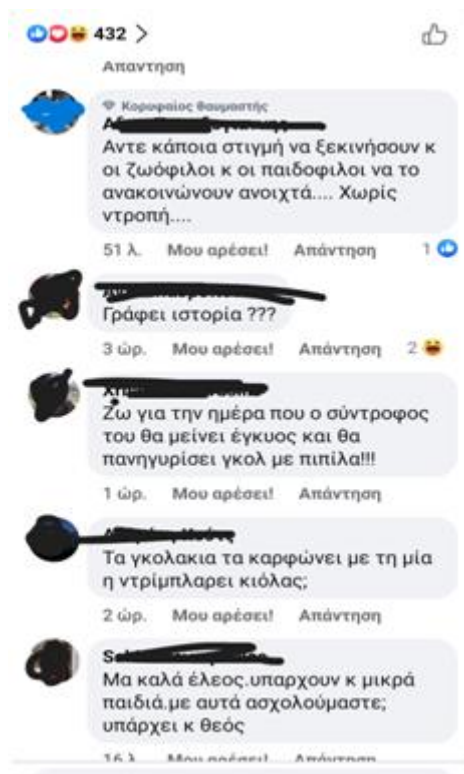 432 >
Απαντηση
Κορυφαίος θαυμαστής
Αντε κάποια στιγμή να ξεκινήσουν κ
οι ζωόφιλοι κ οι παιδοφιλοι να το
ανακοινώνουν ανοιχτά.... Χωρίς
ντροπή....
51 λ. Μου αρέσει! Απάντηση 1
Γράφει ιστορία ???
3 ώρ. Μου αρέσει! Απάντηση 2
Ζω για την ημέρα που ο σύντροφος
του θα μείνει έγκυος και θα
πανηγυρίσει γκολ με πιπίλα!!!
1 ώρ. Μου αρέσει! Απάντηση
Τα γκολακια τα καρφώνει με τη μία
η ντρίμπλαρει κιόλας;
2 ώρ. Μου αρέσει! Απάντηση
Μα καλά έλεος.υπαρχουν κ μικρά
παιδιά.με αυτά ασχολούμαστε;
υπάρχει κ θεός
16 λ Μου αρέσει! Απάντηση